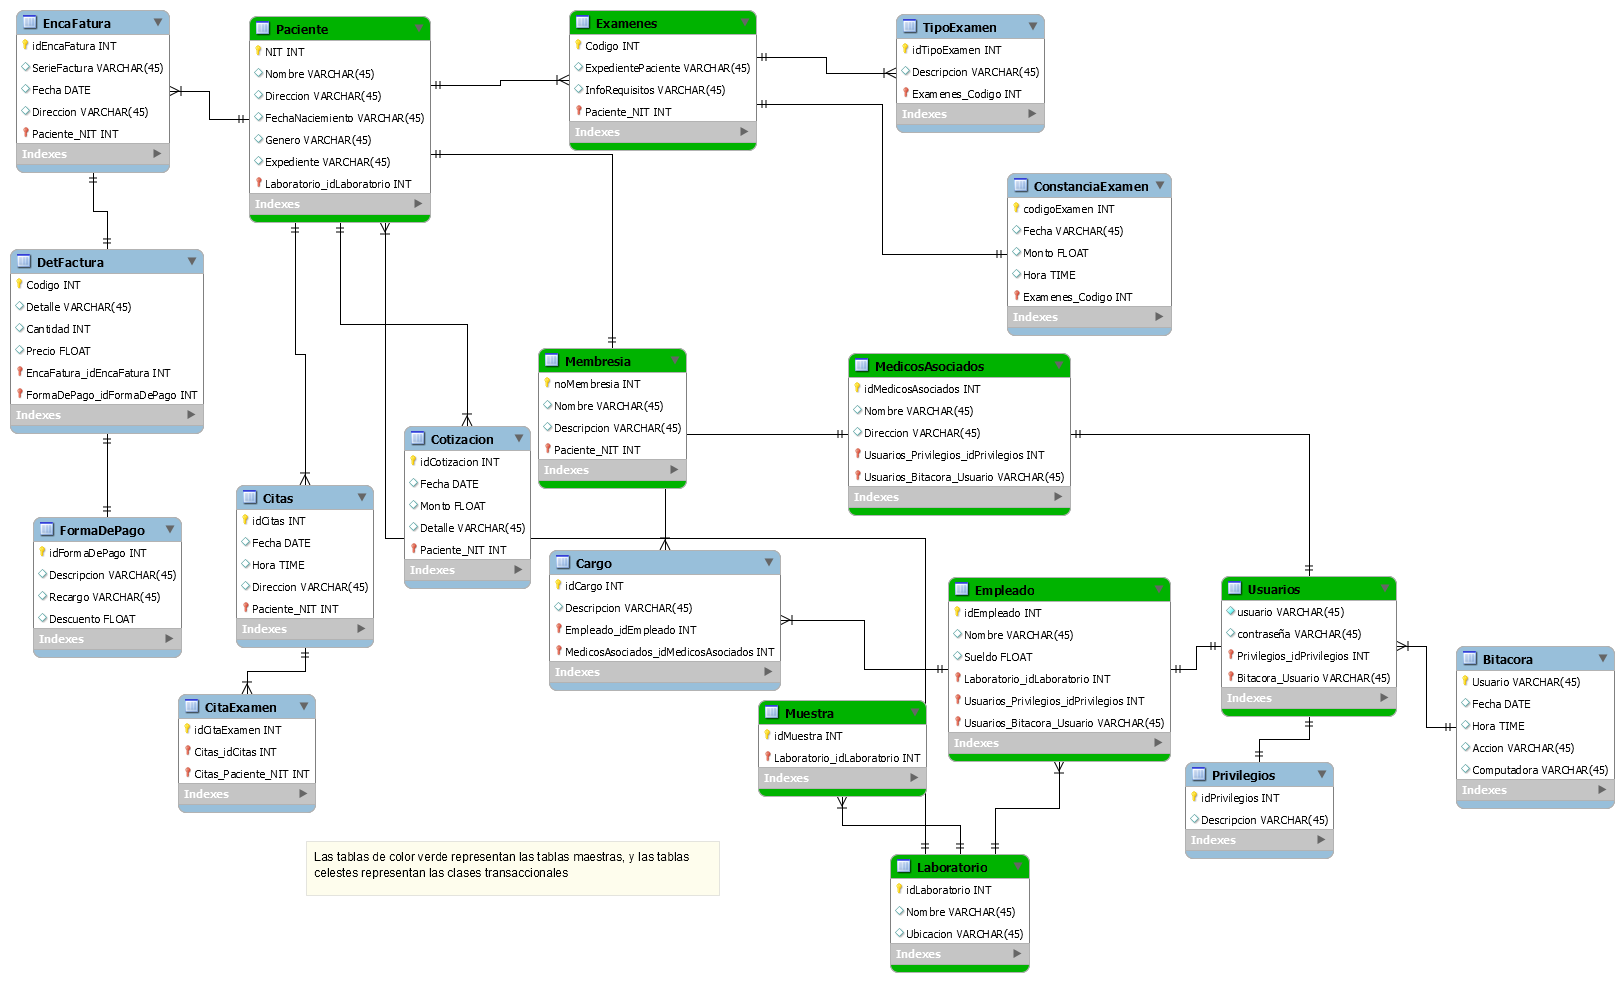 EncaFatura
idEncaFatura INT
SerieFactura VARCHAR(45)
Fecha DATE
Direccion VARCHAR(45)
Paciente_NIT INT
Indexes
Paciente
NIT INT
Nombre VARCHAR(45)
Direccion VARCHAR(45)
FechaNaciemiento VARCHAR(45)
Genero VARCHAR(45)
Expediente VARCHAR(45)
Laboratorio_idLaboratorio INT
Indexes
Examenes
Codigo INT
ExpedientePaciente VARCHAR(45)
InfoRequisitos VARCHAR(45)
Paciente_NIT INT
Indexes
TipoExamen
idTipoExamen INT
Descripcion VARCHAR(45)
Examenes_Codigo INT
Indexes
ConstanciaExamen
codigoExamen INT
Fecha VARCHAR(45)
Monto FLOAT
Hora TIME
Examenes_Codigo INT
Indexes
DetFactura
Codigo INT
Detalle VARCHAR(45)
Cantidad INT
Precio FLOAT
EncaFatura_idEncaFatura INT
FormaDePago_idFormaDePago INT
Indexes
Membresia
noMembresia INT
Nombre VARCHAR(45)
Descripcion VARCHAR(45)
Paciente_NIT INT
Indexes
MedicosAsociados
idMedicosAsociados INT
Nombre VARCHAR(45)
Direccion VARCHAR(45)
Usuarios_Privilegios_idPrivilegios INT
Usuarios_Bitacora_Usuario VARCHAR(45)
Indexes
Cotizacion
idCotizacion INT
Fecha DATE
Monto FLOAT
Detalle VARCHAR(45)
Paciente_NIT INT
Indexes
Citas
idCitas INT
Fecha DATE
Hora TIME
Direccion VARCHAR(45)
Paciente_NIT INT
Indexes
FormaDePago
idFormaDePago INT
Descripcion VARCHAR(45)
Recargo VARCHAR(45)
Descuento FLOAT
Indexes
Cargo
idCargo INT
Descripcion VARCHAR(45)
Empleado_idEmpleado INT
MedicosAsociados_idMedicosAsociados INT
Indexes
Empleado
idEmpleado INT
Nombre VARCHAR(45)
Sueldo FLOAT
Laboratorio_idLaboratorio INT
Usuarios_Privilegios_idPrivilegios INT
Usuarios_Bitacora_Usuario VARCHAR(45)
Indexes
Usuarios
usuario VARCHAR(45)
contraseña VARCHAR(45)
Privilegios_idPrivilegios INT
Bitacora_Usuario VARCHAR(45)
Indexes
Bitacora
Usuario VARCHAR(45)
Fecha DATE
Hora TIME
Accion VARCHAR(45)
Computadora VARCHAR(45)
Indexes
CitaExamen
idCitaExamen INT
Citas_idCitas INT
Citas_Paciente_NIT INT
Indexes
Muestra
idMuestra INT
Laboratorio_idLaboratorio INT
Indexes
Privilegios
idPrivilegios INT
Descripcion VARCHAR(45)
Indexes
Las tablas de color verde representan las tablas maestras, y las tablas
celestes representan las clases transaccionales
Laboratorio
idLaboratorio INT
Nombre VARCHAR(45)
Ubicacion VARCHAR(45)
Indexes